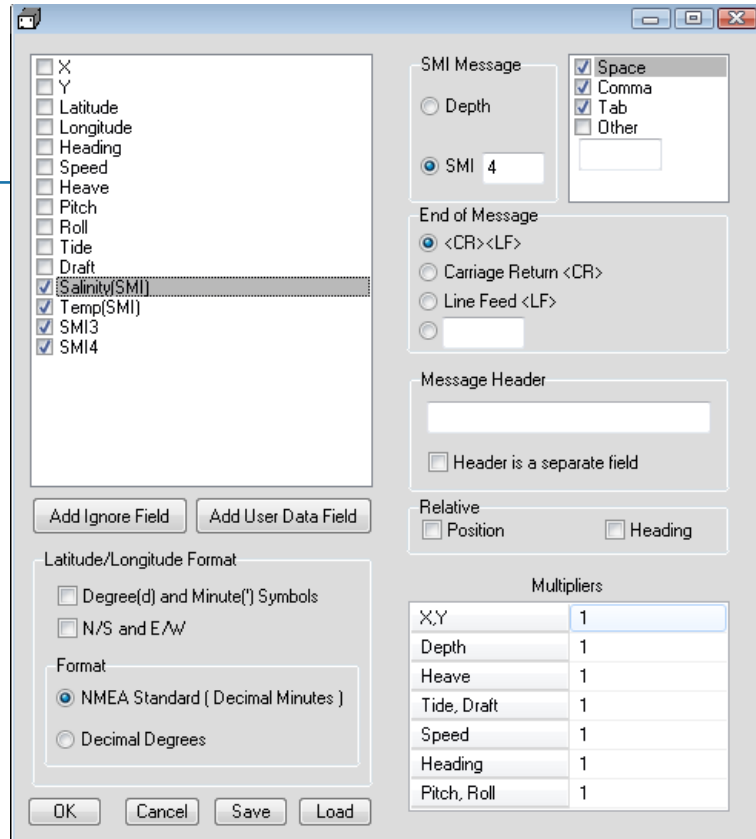 X
Y
Latitude
Longitude
Heading
Speed
Heave
Pitch
Roll
Tide
Draft
Salinity(SMI)
Temp(SMI)
SMI3
SMI4
Add Ignore Field
Add User Data Field
Latitude/Longitude Format
Degree(d) and Minute(') Symbols
N/S and E/W
Format
NMEA Standard ( Decimal Minutes )
Decimal Degrees
OK
Cancel
Save
Load
SMI Message
Depth
SMI 4
Space
Comma
Tab
Other
End of Message
<CR><LF>
Carriage Return <CR>
Line Feed <LF>
Message Header
Header is a separate field
Relative
Position
Heading
Multipliers
X,Y 1
Depth 1
Heave 1
Tide, Draft 1
Speed 1
Heading 1
Pitch, Roll 1